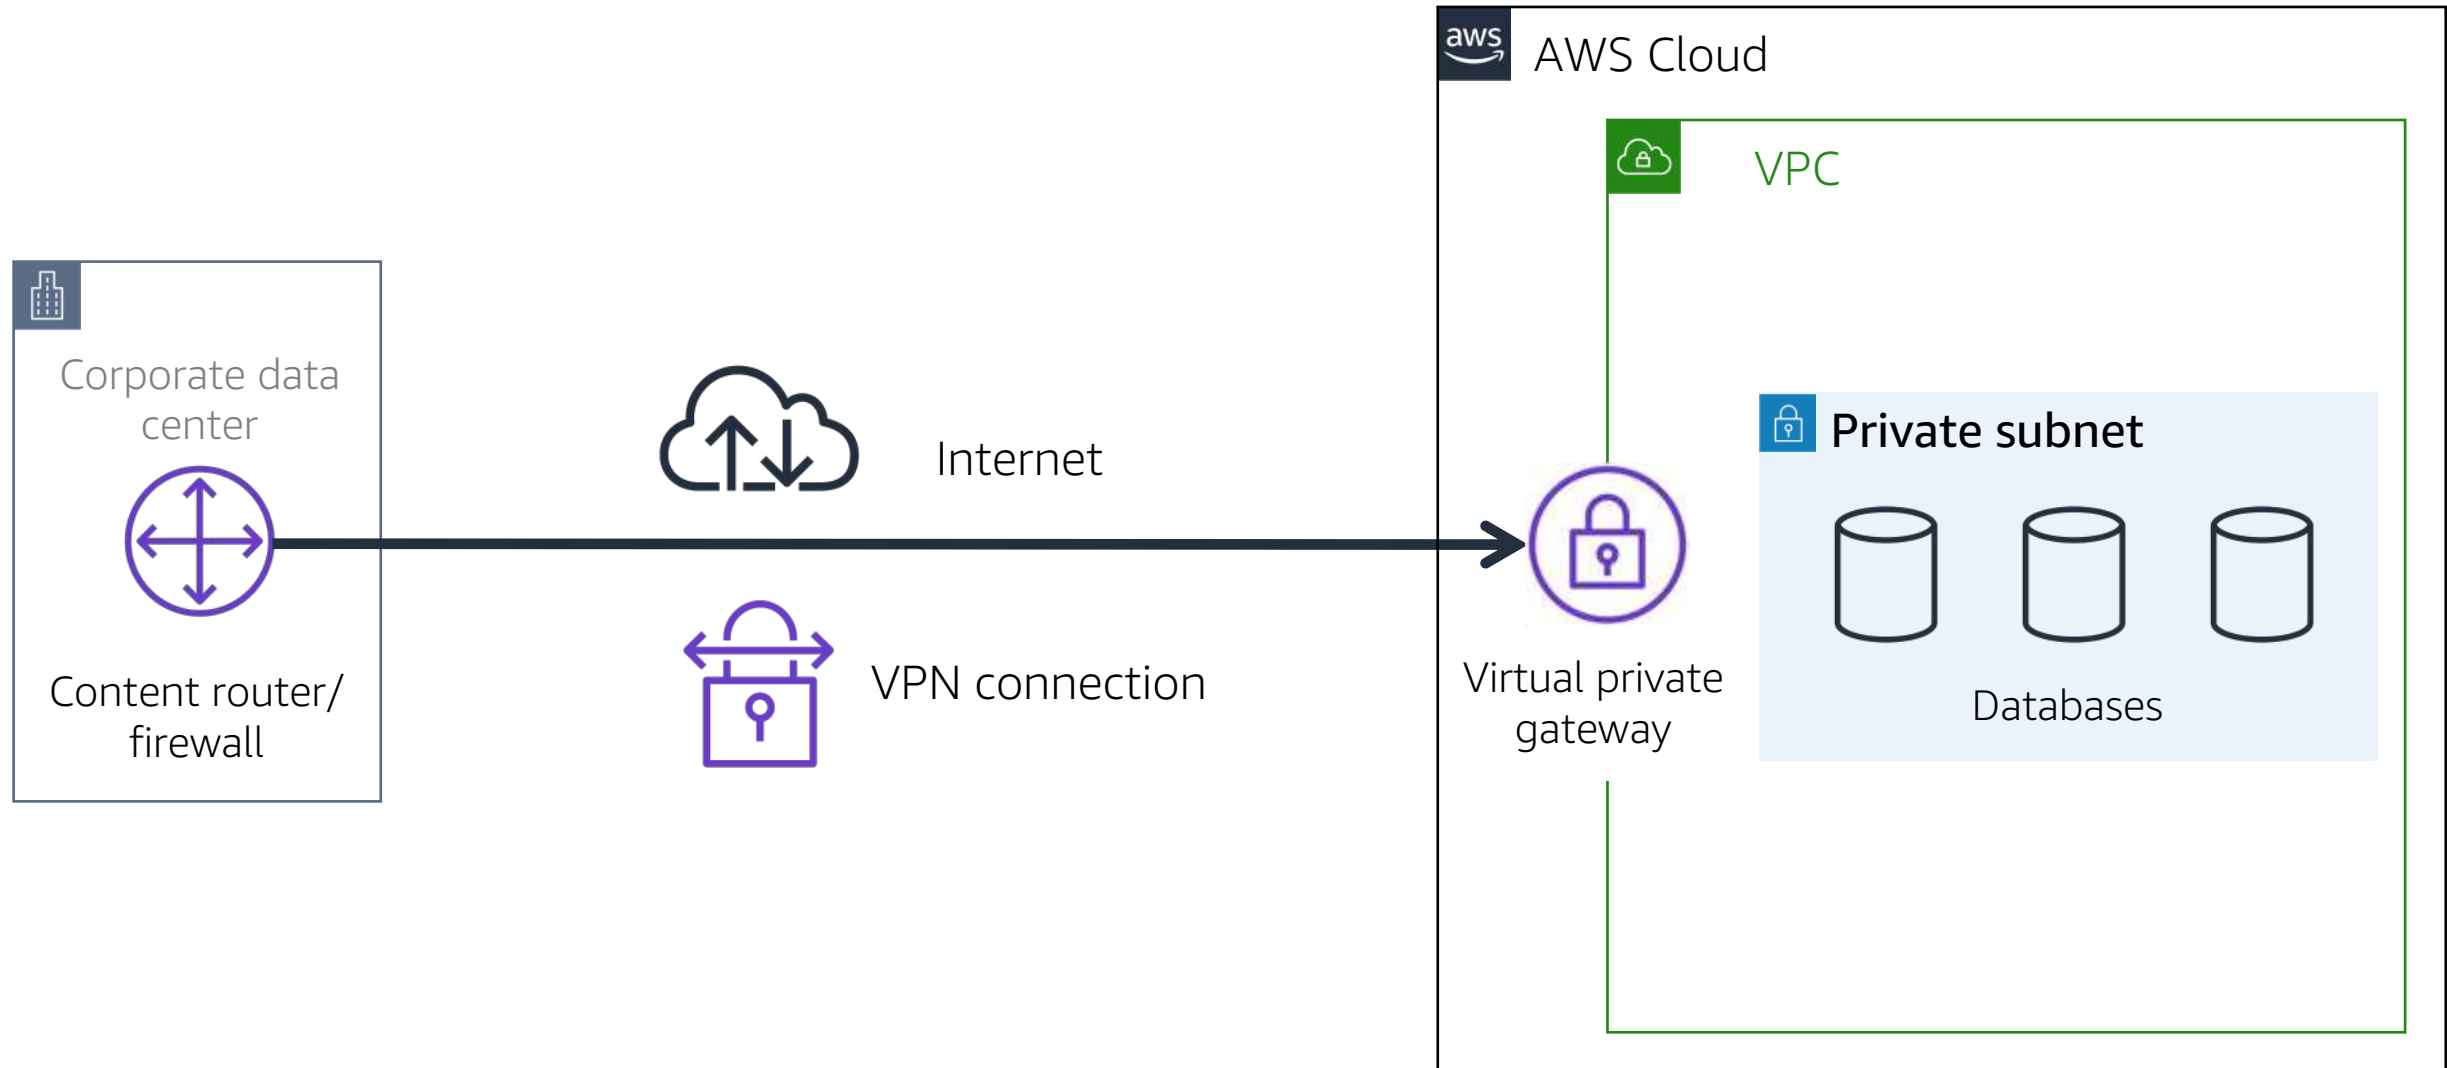 aws
AWS Cloud
VPC
Corporate data
center
Content router/
firewall
Internet
VPN connection
Virtual private
gateway
Private subnet
Databases